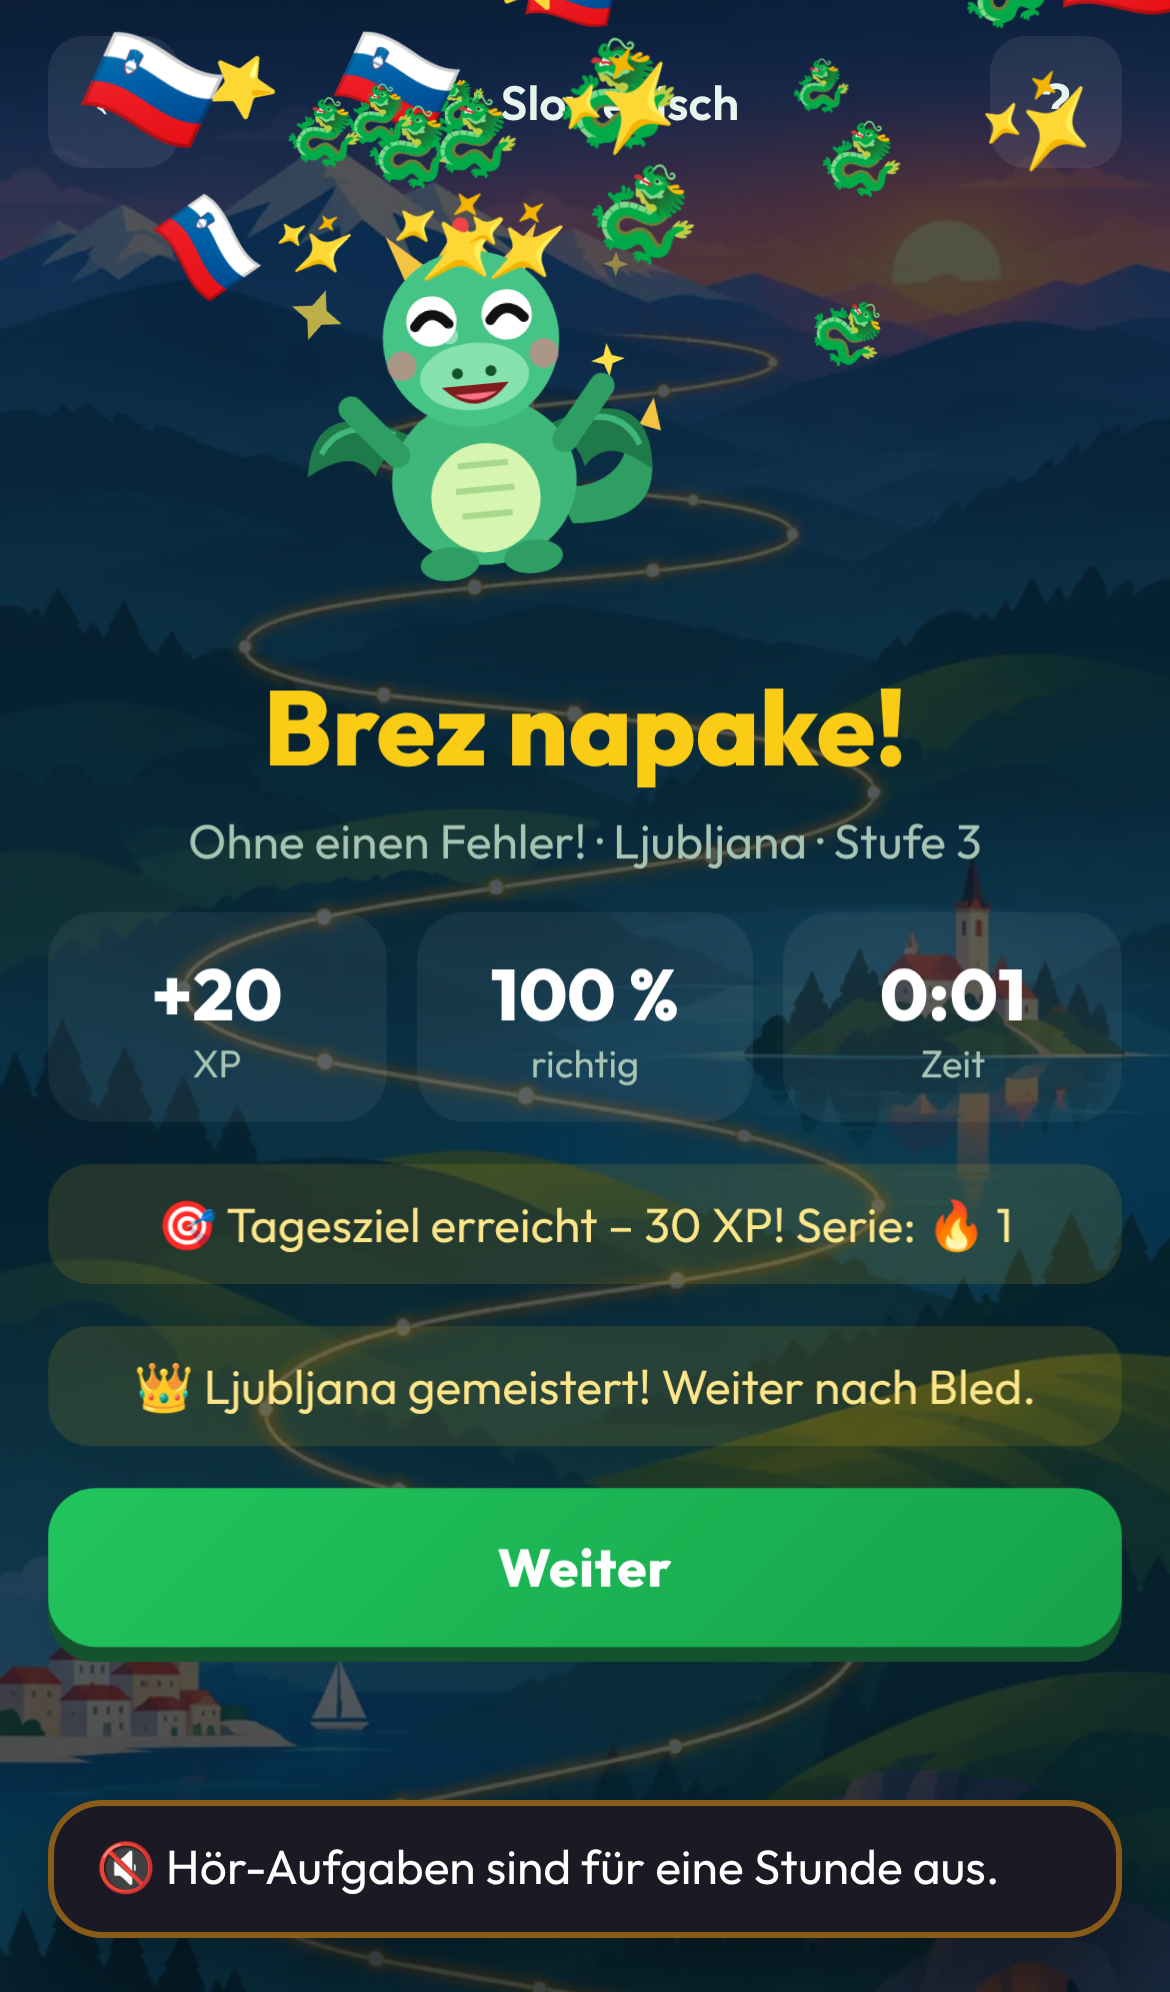 ?
Brez napake!
Ohne einen Fehler! · Ljubljana · Stufe 3
+20
XP
100 %
richtig
0:01
Zeit
🎯 Tagesziel erreicht – 30 XP! Serie: 🔥 1
👑 Ljubljana gemeistert! Weiter nach Bled.
Weiter
🔇 Hör-Aufgaben sind für eine Stunde aus.